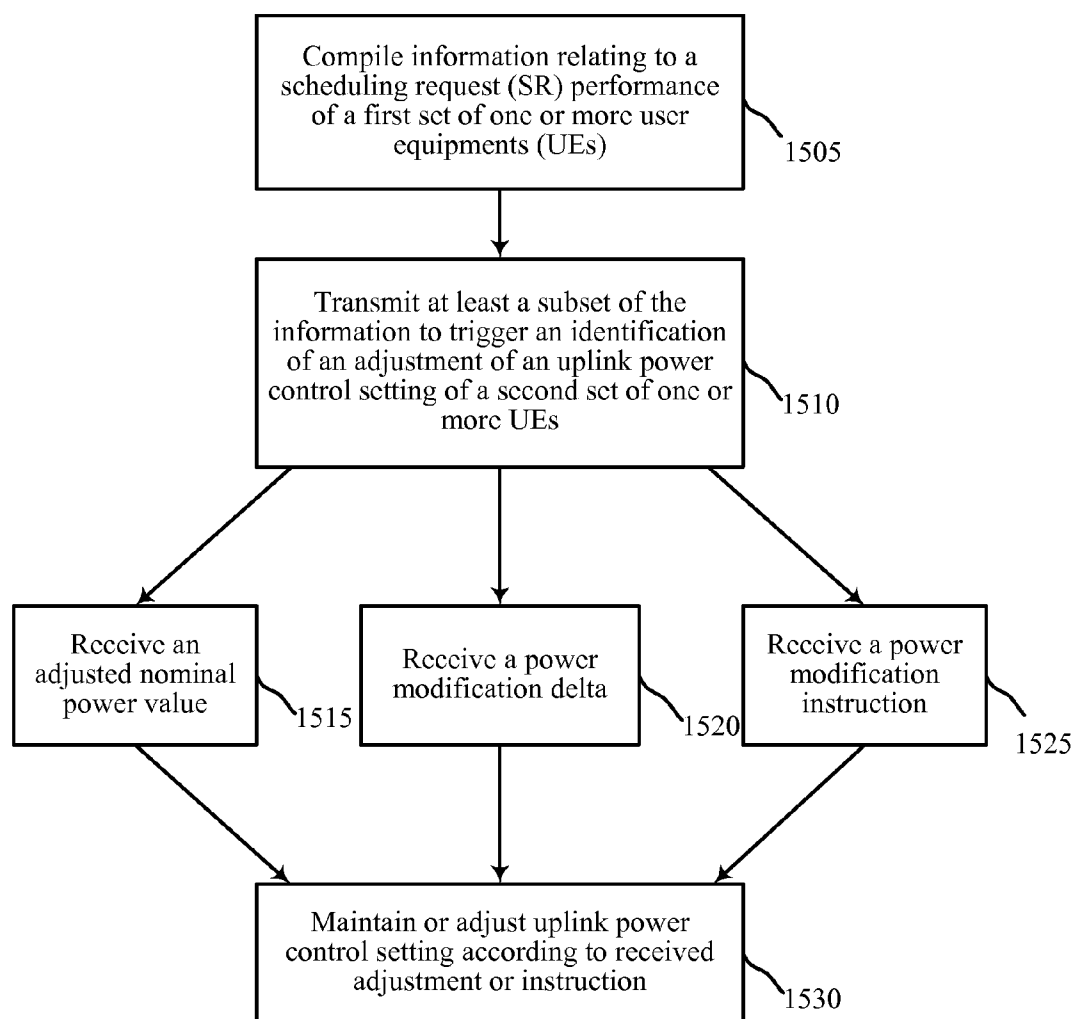 Compile information relating to a
scheduling request (SR) performance
of a first set of one or more user
equipments (UEs)
1505
Transmit at least a subset of the
information to trigger an identification
of an adjustment of an uplink power
control setting of a second set of one or
more UEs
1510
Receive an
adjusted nominal
power value
1515
Receive a power
modification delta
1520
Receive a power
modification
instruction
1525
Maintain or adjust uplink power
control setting according to received
adjustment or instruction
1530